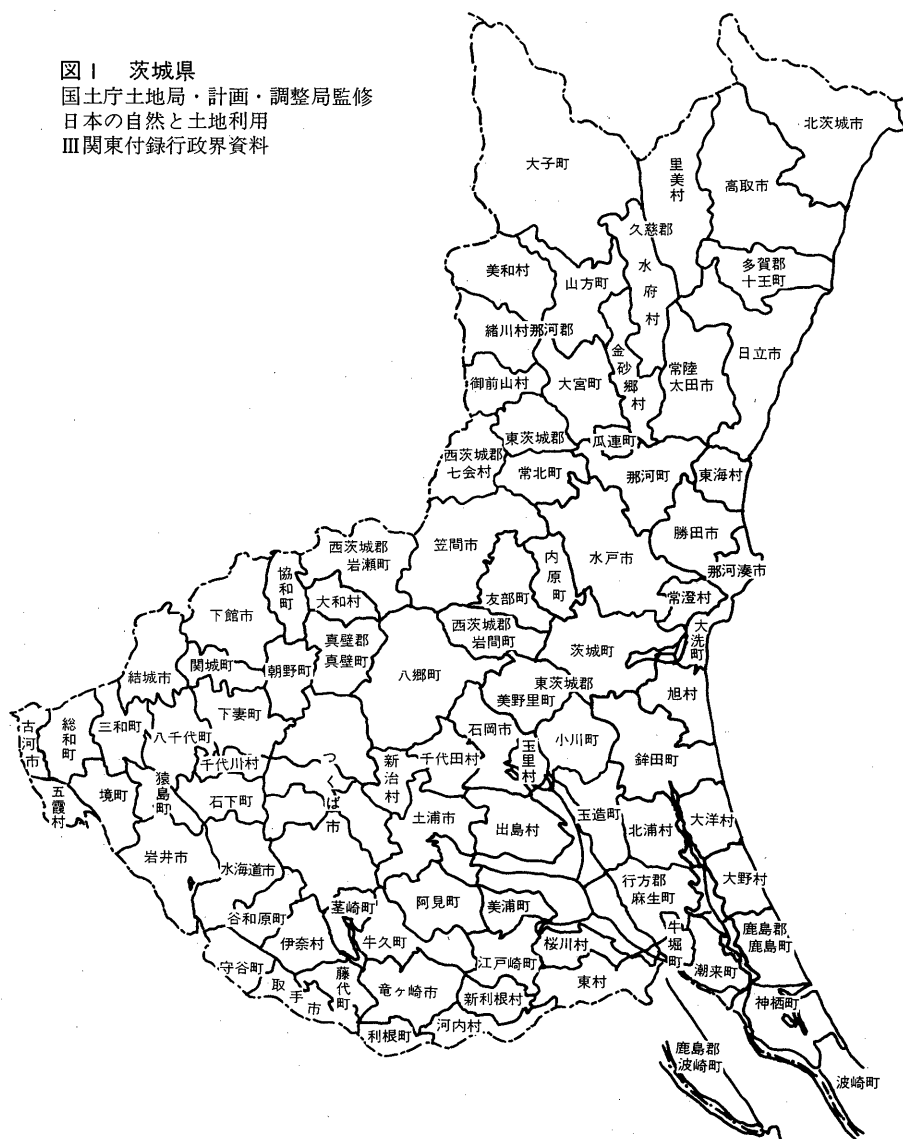 図1 茨城県
国土庁土地局・計画・調整局監修
日本の自然と土地利用
III関東付録行政界資料
北茨城市
大子町
里美村
高取市
久慈郡
水府村
多賀郡
十王町
美和村
山方町
緒川村
那河郡
金砂郷村
常陸
太田市
日立市
御前山村
大宮町
東茨城郡
瓜連町
西茨城郡
七会村
常北町
那河町
東海村
勝田市
西茨城郡
岩瀬町
笠間市
内原町
水戸市
那河湊市
協和町
友部町
常澄村
下館市
大和村
西茨城郡
岩間町
茨城町
大洗町
真壁郡
真壁町
関城町
朝野町
八郷町
結城市
東茨城郡
美野里町
旭村
古河市
総和町
三和町
八千代町
下妻町
石岡市
玉里村
小川町
鉾田町
千代川村
つくば市
新治村
千代田村
五霞村
境町
猿島町
石下町
土浦市
出島村
玉造町
北浦村
大洋村
岩井市
水海道市
行方郡
麻生町
大野村
茎崎町
阿見町
美浦町
谷和原町
伊奈村
牛久町
桜川村
牛堀町
鹿島郡
鹿島町
守谷町
取手市
藤代町
竜ヶ崎市
江戸崎町
新利根村
東村
潮来町
神栖町
利根町
河内村
鹿島郡
波崎町
波崎町